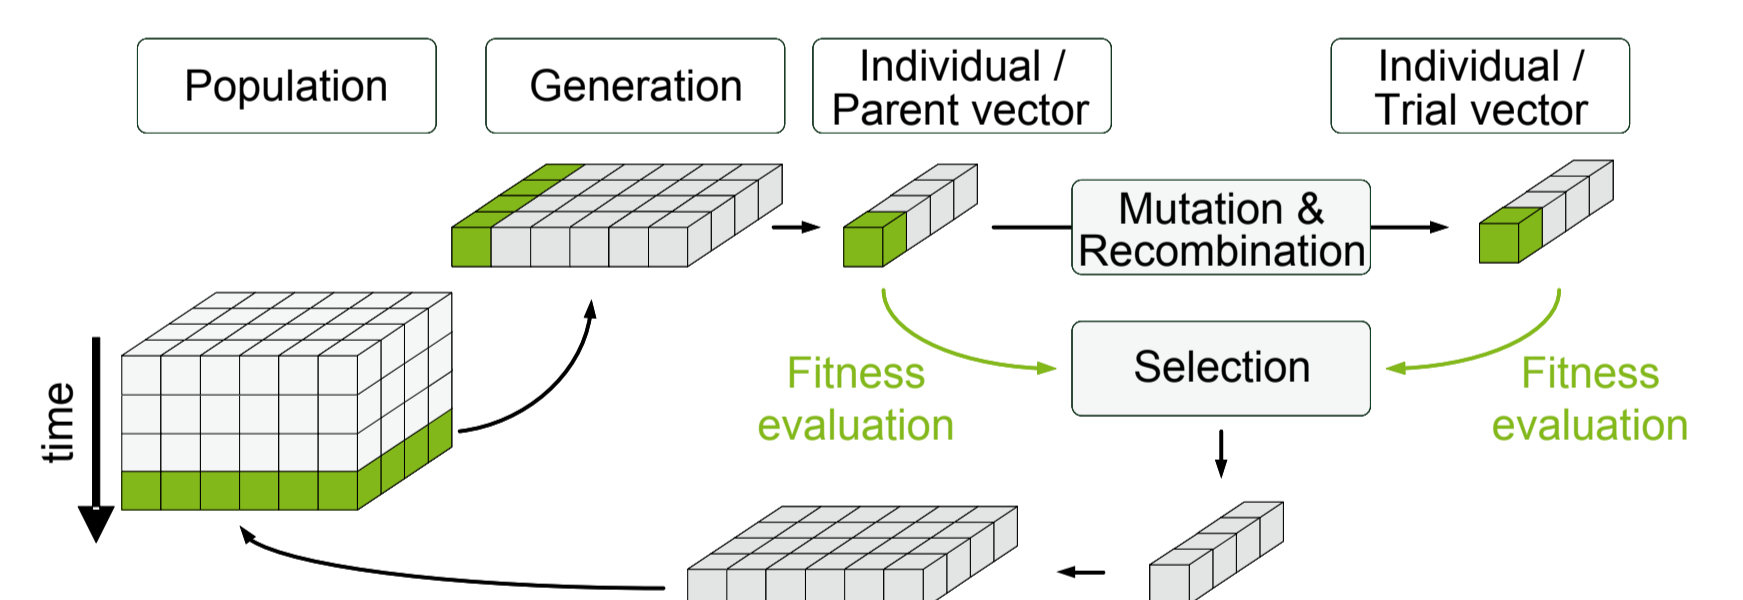 Population
Generation
Individual /
Parent vector
Individual /
Trial vector
Mutation &
Recombination
Selection
Fitness
evaluation
Fitness
evaluation
time